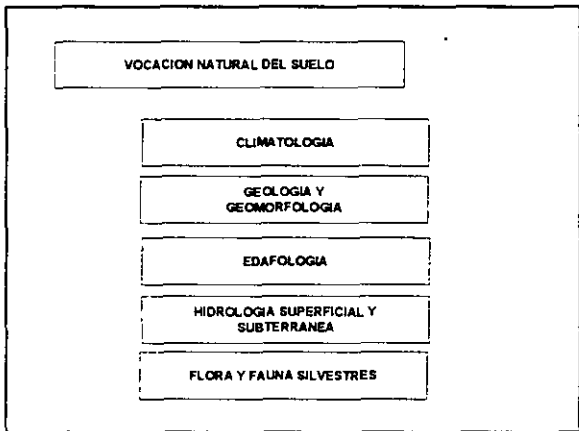 VOCACION NATURAL DEL SUELO
CLIMATOLOGIA
GEOLOGIA Y
GEOMORFOLOGIA
EDAFOLOGIA
HIDROLOGIA SUPERFICIAL Y
SUBTERRANEA
FLORA Y FAUNA SILVESTRES